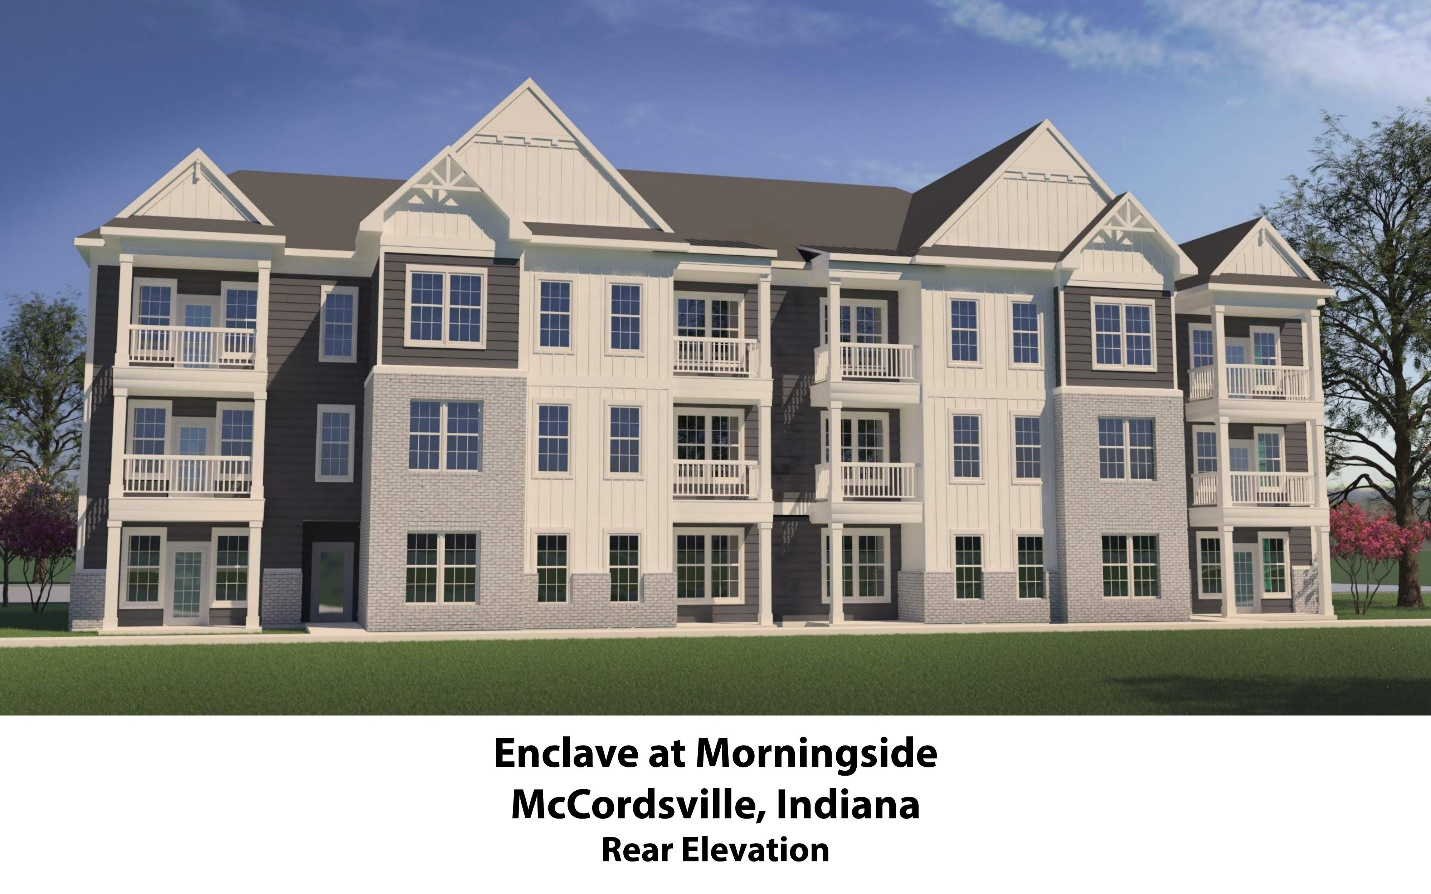 Enclave at Morningside
McCordsville, Indiana
Rear Elevation